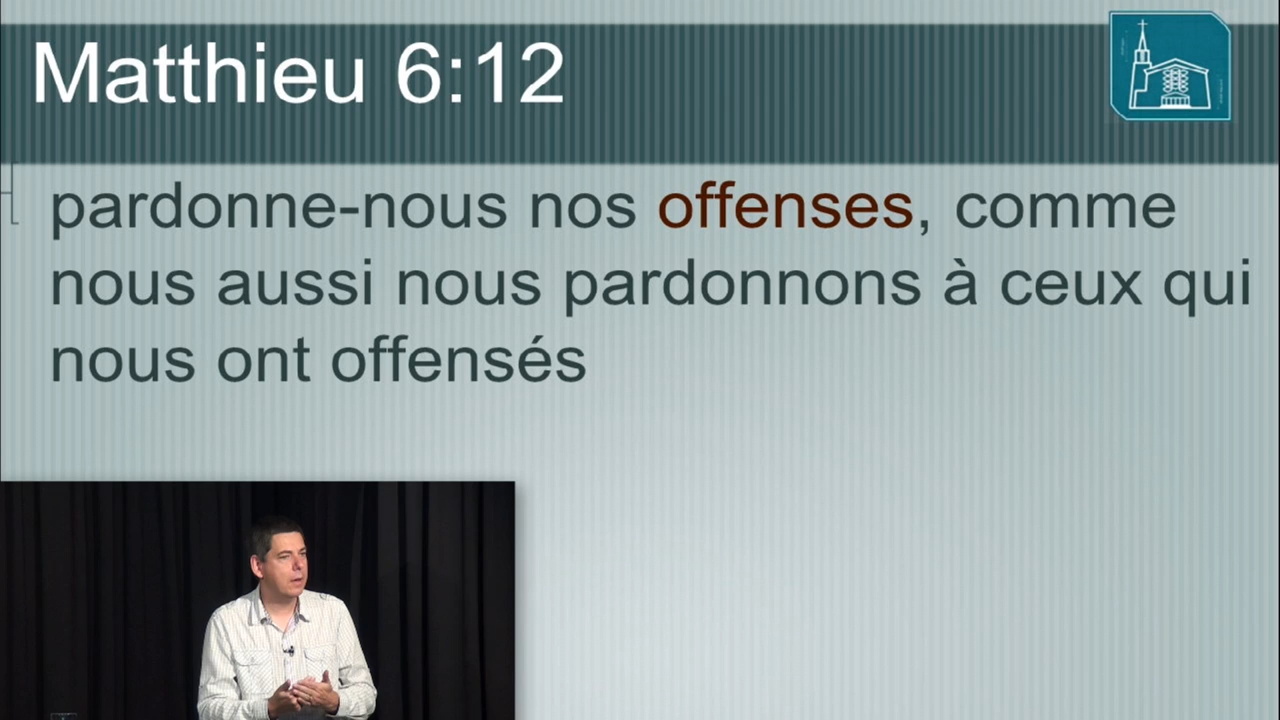 Matthieu 6:12
pardonne-nous nos offenses, comme
nous aussi nous pardonnons à ceux qui
nous ont offensés